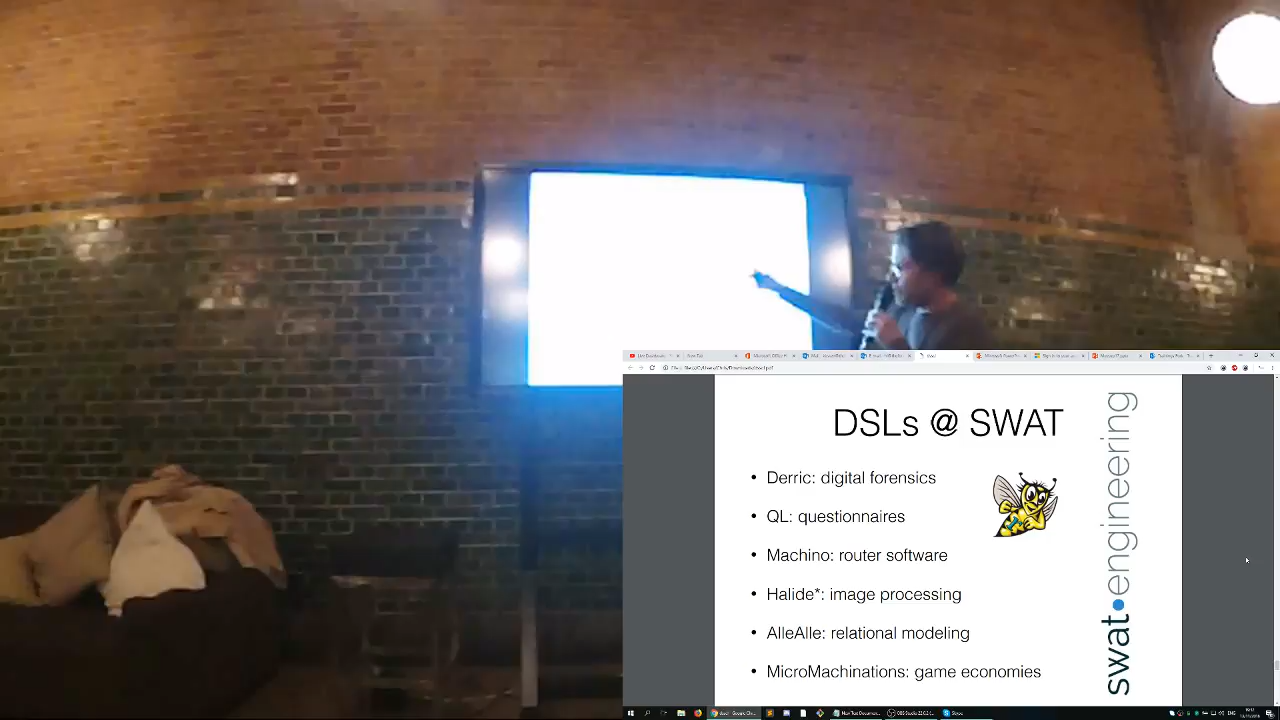 DSLs @ SWAT
• Derric: digital forensics
• QL: questionnaires
• Machino: router software
• Halide*: image processing
• AlleAlle: relational modeling
• MicroMachinations: game economies
swat•engineering